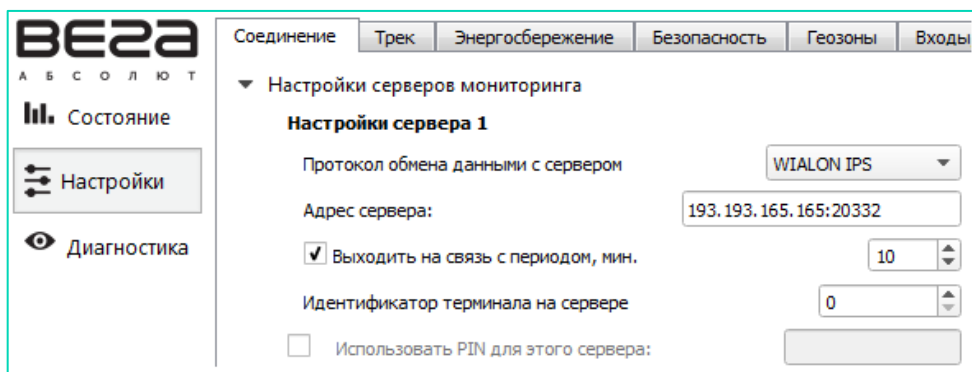 ВЕГА
АБСОЛЮТ
Состояние
Настройки
Диагностика
Соединение Трек Энергосбережение Безопасность Геозоны Входы
Настройки серверов мониторинга
Настройки сервера 1
Протокол обмена данными с сервером WIALON IPS
Адрес сервера: 193.193.165.165:20332
Выходить на связь с периодом, мин. 10
Идентификатор терминала на сервере 0
Использовать PIN для этого сервера: